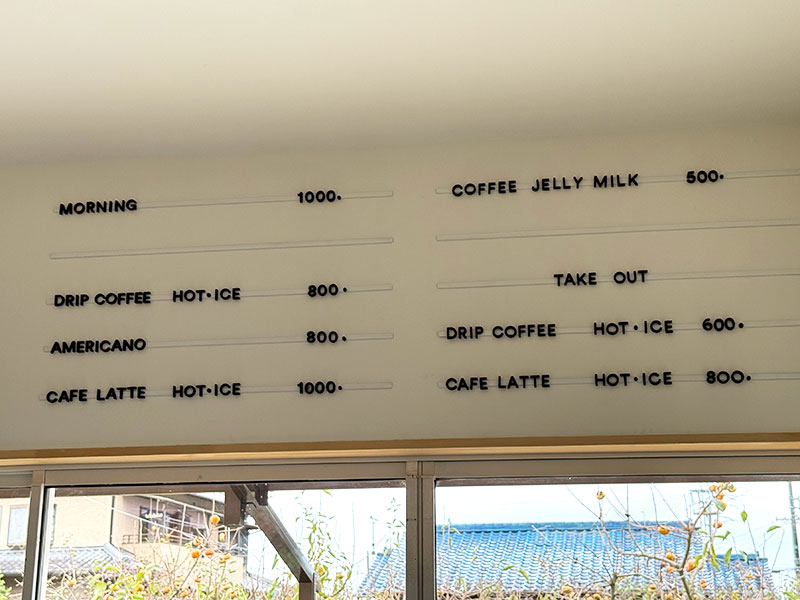 MORNING 1000.
DRIP COFFEE HOT・ICE 800.
AMERICANO 800.
CAFE LATTE HOT・ICE 1000.
COFFEE JELLY MILK 500.
TAKE OUT
DRIP COFFEE HOT・ICE 600.
CAFE LATTE HOT・ICE 800.